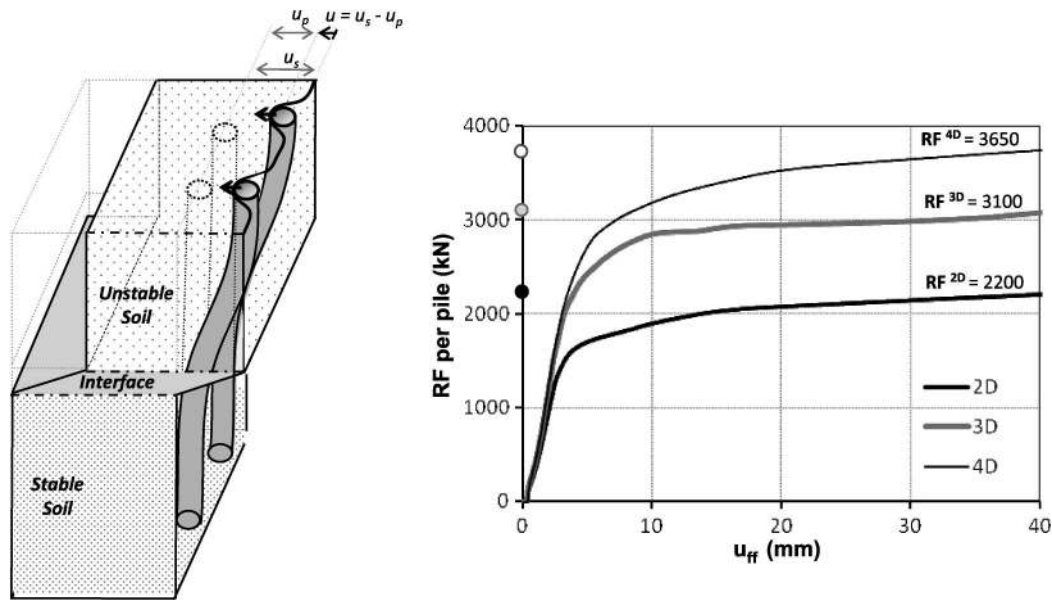 u_p
u = u_s - u_p
u_s
Unstable
Soil
Interface
Stable
Soil
RF per pile (kN)
4000
3000
2000
1000
0
RF ^4D = 3650
RF ^3D = 3100
RF ^2D = 2200
2D
3D
4D
0 10 20 30 40
u_ff (mm)